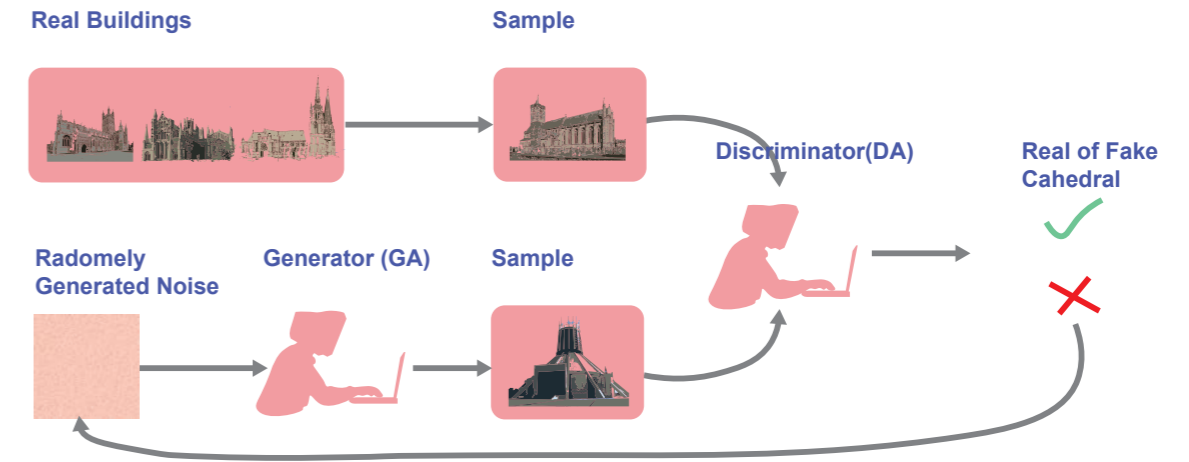 Real Buildings
Sample
Discriminator(DA)
Real of Fake
Cahedral
Radomely
Generated Noise
Generator (GA)
Sample